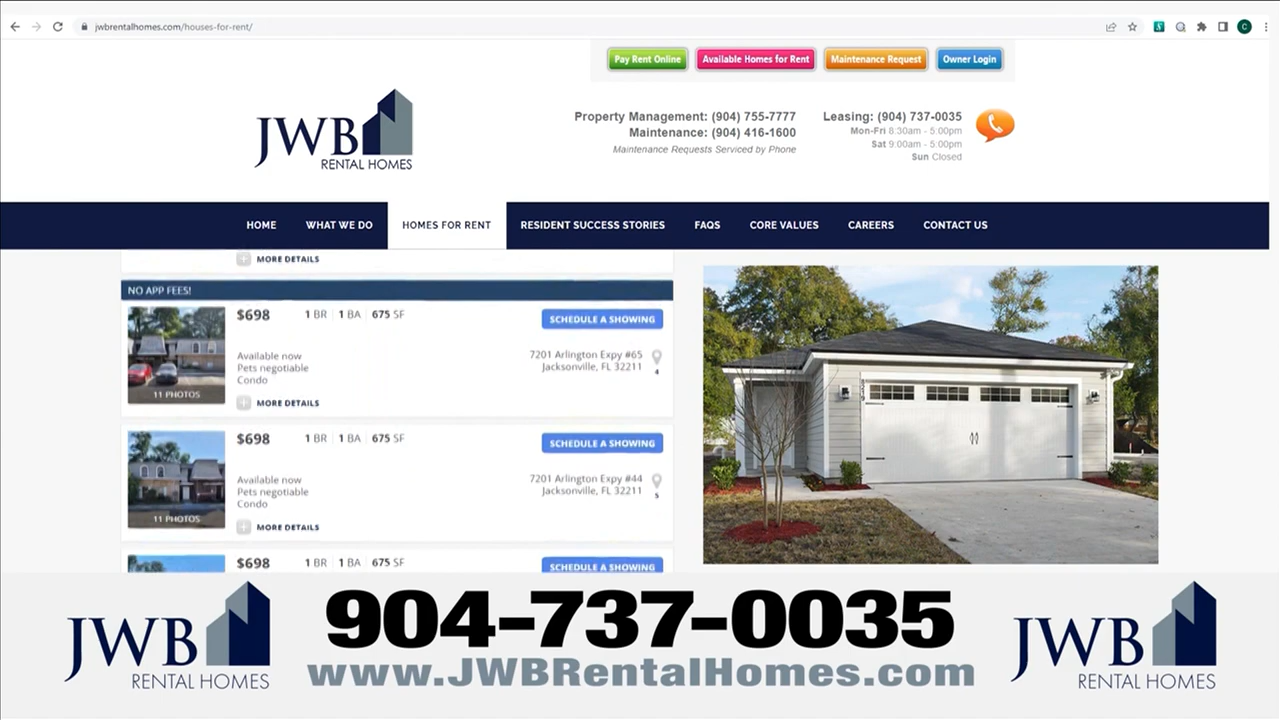 jwbrentalhomes.com/houses-for-rent/
C
Pay Rent Online
Available Homes for Rent
Maintenance Request
Owner Login
JWB
RENTAL HOMES
Property Management: (904) 755-7777
Maintenance: (904) 416-1600
Maintenance Requests Serviced by Phone
Leasing: (904) 737-0035
Mon-Fri 8:30am - 5:00pm
Sat 9:00am - 5:00pm
Sun Closed
HOME
WHAT WE DO
HOMES FOR RENT
RESIDENT SUCCESS STORIES
FAQS
CORE VALUES
CAREERS
CONTACT US
MORE DETAILS
NO APP FEES!
$698 1 BR 1 BA 675 SF
SCHEDULE A SHOWING
Available now
Pets negotiable
Condo
7201 Arlington Expy #65
Jacksonville, FL 32211
4
11 PHOTOS
MORE DETAILS
$698 1 BR 1 BA 675 SF
SCHEDULE A SHOWING
Available now
Pets negotiable
Condo
7201 Arlington Expy #44
Jacksonville, FL 32211
5
11 PHOTOS
MORE DETAILS
$698 1 BR 1 BA 675 SF
SCHEDULE A SHOWING
JWB
RENTAL HOMES
904-737-0035
www.JWBRentalHomes.com
JWB
RENTAL HOMES